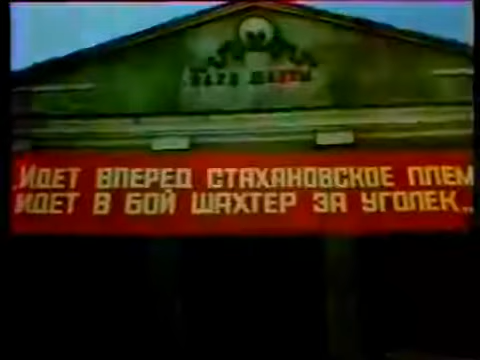 „ИДЕТ ВПЕРЕД СТАХАНОВСКОЕ ПЛЕМ
ИДЕТ В БОЙ ШАХТЕР ЗА УГОЛЕК..